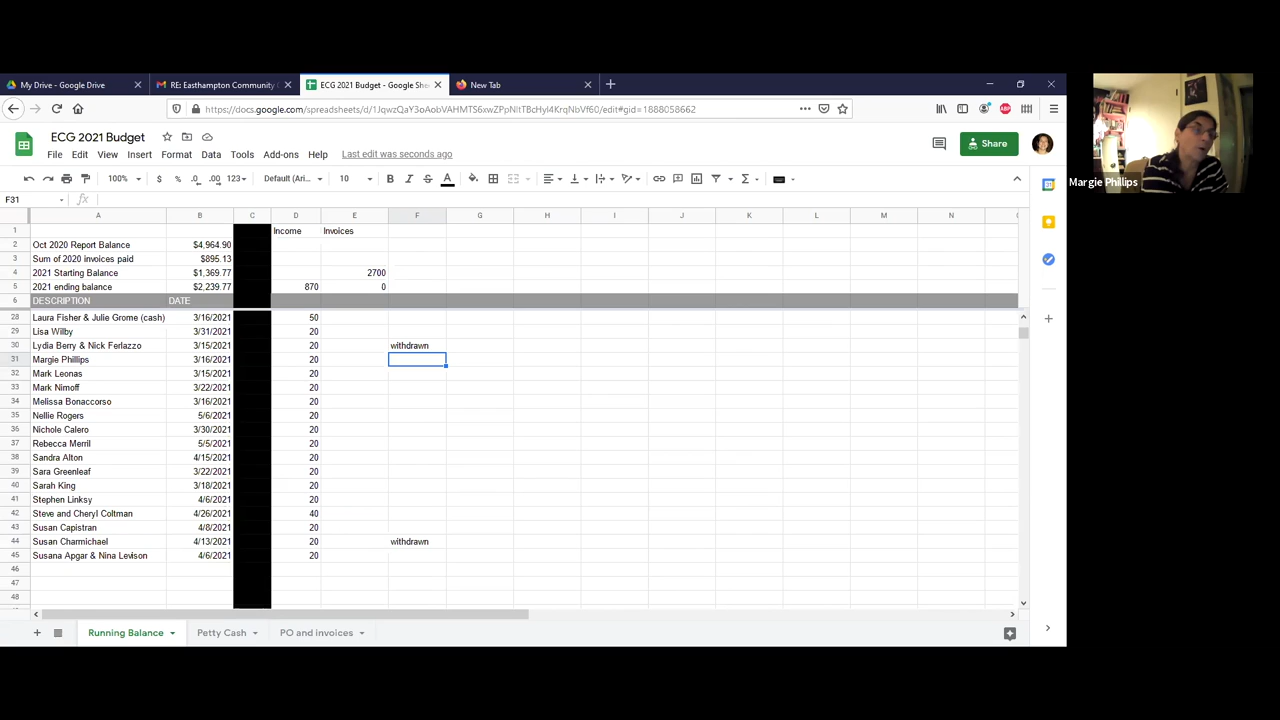 My Drive - Google Drive
RE: Easthampton Community
ECG 2021 Budget - Google She
New Tab
https://docs.google.com/spreadsheets/d/1JqwzQaY3oAobVAHMTS6xwZPpNItTBcHyl4KrqNbVf60/edit#gid=1888058662
ECG 2021 Budget
File Edit View Insert Format Data Tools Add-ons Help Last edit was seconds ago
Share
100% $ % .0 .00 123 Default (Ari... 10 B I S A
F31 fx
Margie Phillips
A B C D E F G H I J K L M N
1 Income Invoices
2 Oct 2020 Report Balance $4,964.90
3 Sum of 2020 invoices paid $895.13
4 2021 Starting Balance $1,369.77 2700
5 2021 ending balance $2,239.77 870 0
6 DESCRIPTION DATE
28 Laura Fisher & Julie Grome (cash) 3/16/2021 50
29 Lisa Wilby 3/31/2021 20
30 Lydia Berry & Nick Ferlazzo 3/15/2021 20 withdrawn
31 Margie Phillips 3/16/2021 20
32 Mark Leonas 3/15/2021 20
33 Mark Nimoff 3/22/2021 20
34 Melissa Bonaccorso 3/16/2021 20
35 Nellie Rogers 5/6/2021 20
36 Nichole Calero 3/30/2021 20
37 Rebecca Merril 5/5/2021 20
38 Sandra Alton 4/15/2021 20
39 Sara Greenleaf 3/22/2021 20
40 Sarah King 3/18/2021 20
41 Stephen Linksy 4/6/2021 20
42 Steve and Cheryl Coltman 4/26/2021 40
43 Susan Capistran 4/8/2021 20
44 Susan Charmichael 4/13/2021 20 withdrawn
45 Susana Apgar & Nina Levison 4/6/2021 20
46
47
48
Running Balance Petty Cash PO and invoices